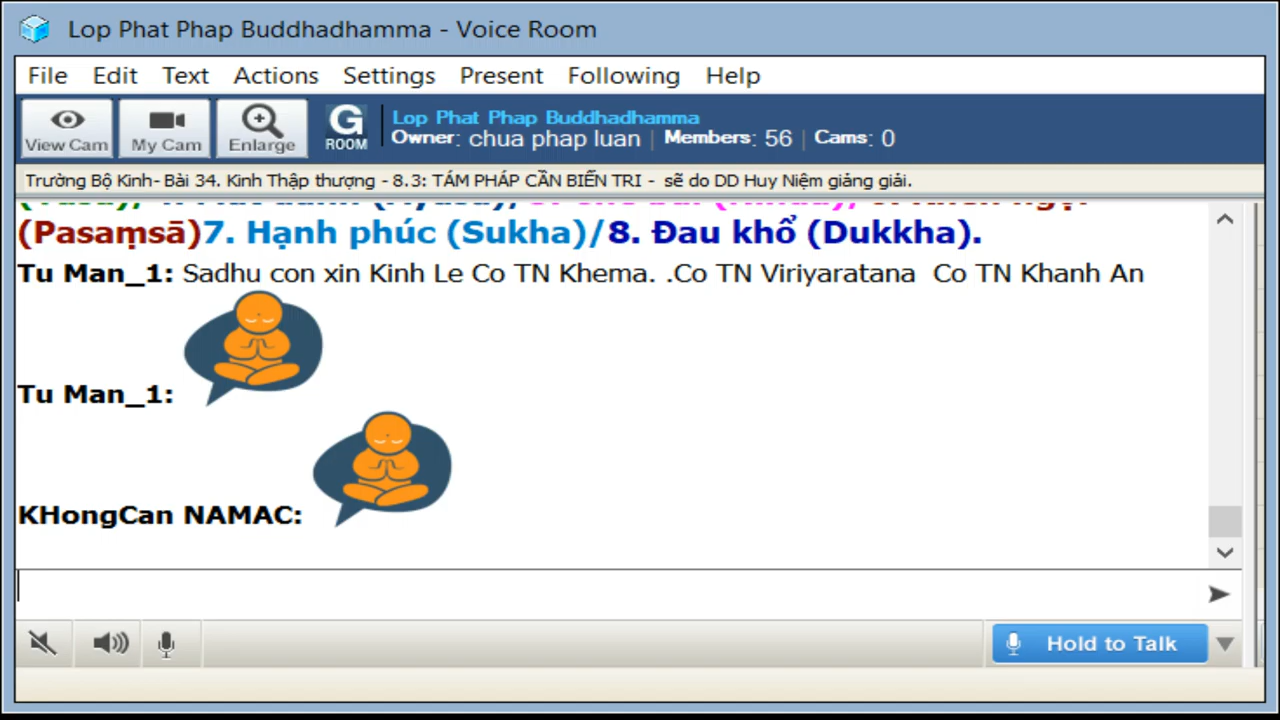 Lop Phat Phap Buddhadhamma - Voice Room
File Edit Text Actions Settings Present Following Help
View Cam My Cam Enlarge G ROOM
Lop Phat Phap Buddhadhamma
Owner: chua phap luan | Members: 56 | Cams: 0
Trường Bộ Kinh- Bài 34. Kinh Thập thượng - 8.3: TÁM PHÁP CẦN BIẾN TRI - sẽ do DD Huy Niệm giảng giải.
(Pasaṃsā)7. Hạnh phúc (Sukha)/8. Đau khổ (Dukkha).
Tu Man_1: Sadhu con xin Kinh Le Co TN Khema. .Co TN Viriyaratana Co TN Khanh An
Tu Man_1:
KHongCan NAMAC:
Hold to Talk